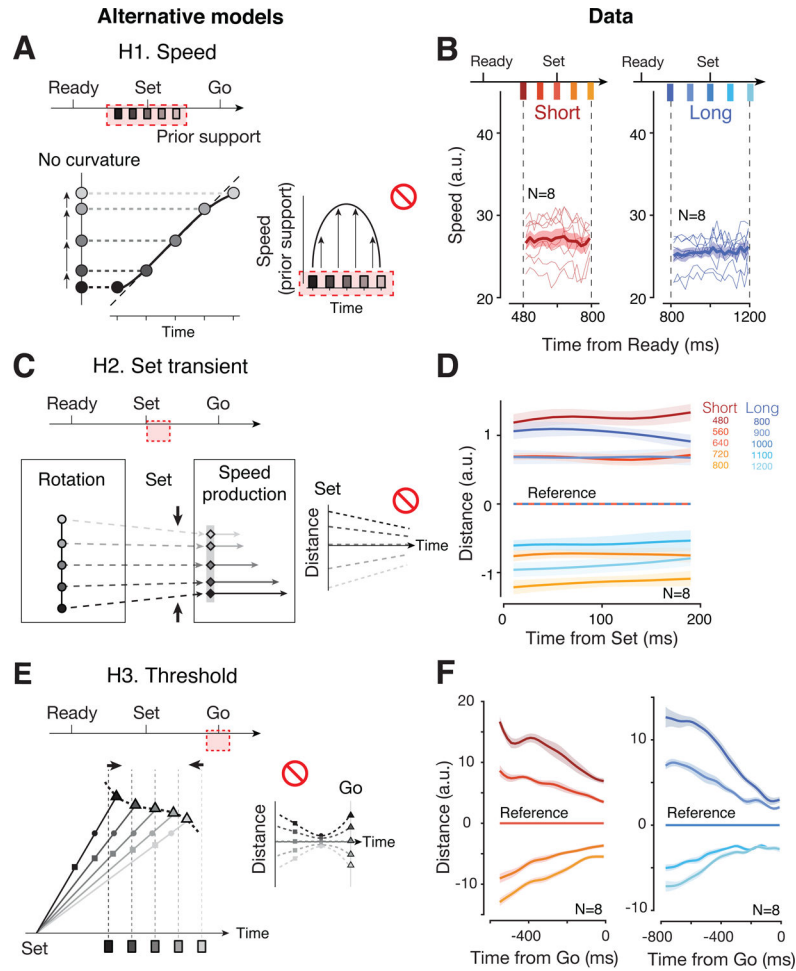 Alternative models
Data
A
H1. Speed
Ready
Set
Go
Prior support
No curvature
Time
Speed
(prior support)
Time
B
Ready
Set
Short
Ready
Set
Long
Speed (a.u.)
40
30
20
N=8
480
800
40
30
20
N=8
800
1200
Time from Ready (ms)
C
H2. Set transient
Ready
Set
Go
Rotation
Set
Speed
production
Set
Distance
Time
D
Short Long
480 800
560 900
640 1000
720 1100
800 1200
Distance (a.u.)
1
0
-1
Reference
N=8
0
100
200
Time from Set (ms)
E
H3. Threshold
Ready
Set
Go
Set
Time
Go
Distance
Time
F
Distance (a.u.)
20
10
0
-10
Reference
N=8
-400
0
Time from Go (ms)
10
5
0
-10
Reference
N=8
-800
-400
0
Time from Go (ms)